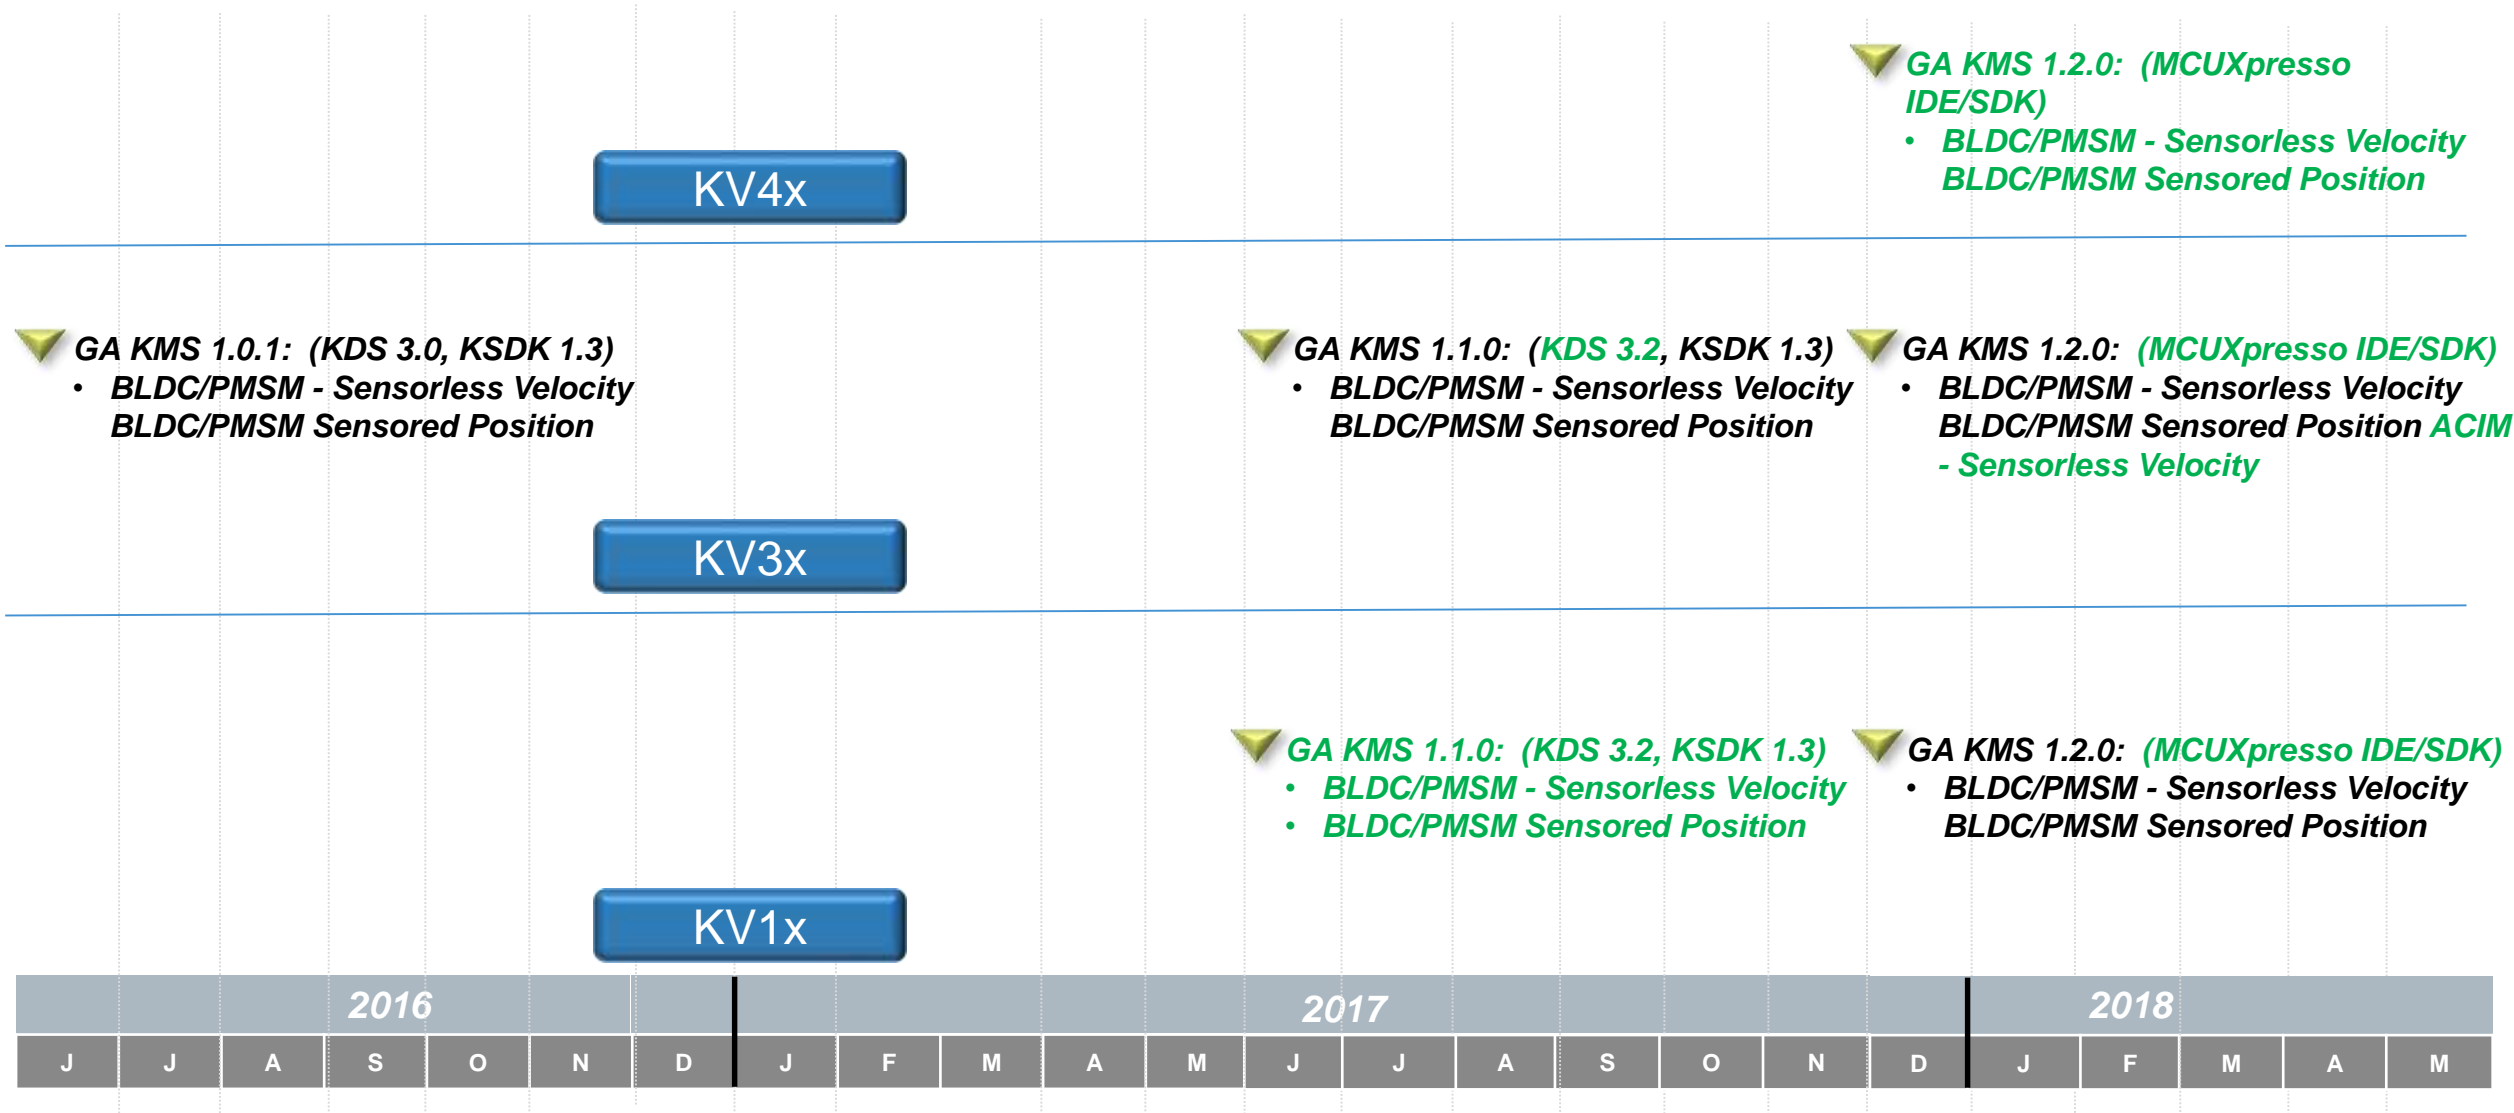 GA KMS 1.2.0: (MCUXpresso
IDE/SDK)
• BLDC/PMSM - Sensorless Velocity
BLDC/PMSM Sensored Position
KV4x
GA KMS 1.0.1: (KDS 3.0, KSDK 1.3)
• BLDC/PMSM - Sensorless Velocity
BLDC/PMSM Sensored Position
GA KMS 1.1.0: (KDS 3.2, KSDK 1.3)
• BLDC/PMSM - Sensorless Velocity
BLDC/PMSM Sensored Position
GA KMS 1.2.0: (MCUXpresso IDE/SDK)
• BLDC/PMSM - Sensorless Velocity
BLDC/PMSM Sensored Position ACIM
- Sensorless Velocity
KV3x
GA KMS 1.1.0: (KDS 3.2, KSDK 1.3)
• BLDC/PMSM - Sensorless Velocity
• BLDC/PMSM Sensored Position
GA KMS 1.2.0: (MCUXpresso IDE/SDK)
• BLDC/PMSM - Sensorless Velocity
BLDC/PMSM Sensored Position
KV1x
2016 2017 2018
J J A S O N D J F M A M J J A S O N D J F M A M